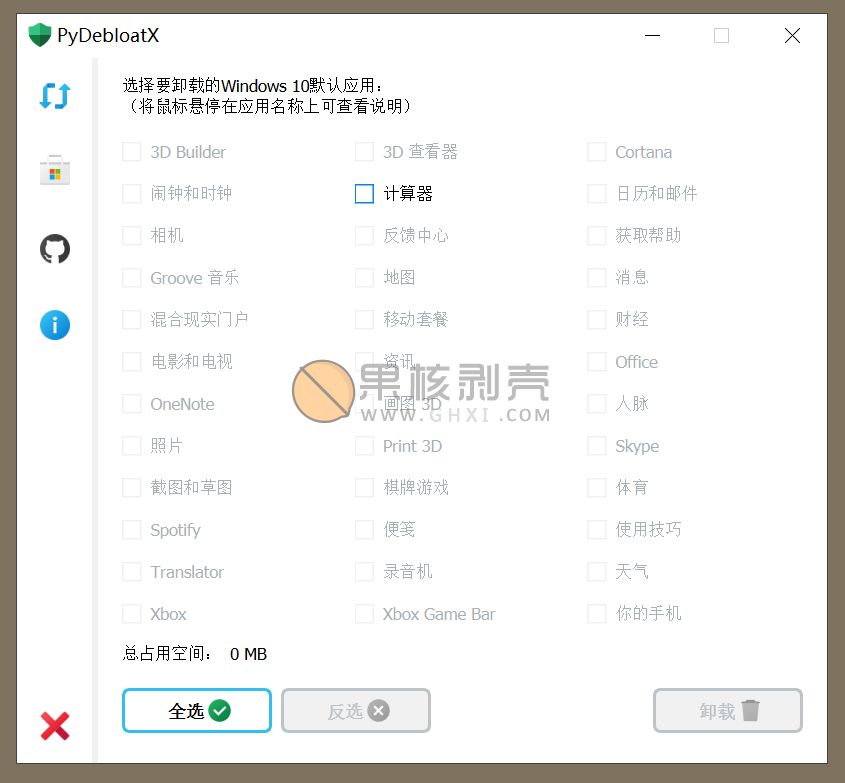 PyDebloatX
选择要卸载的Windows 10默认应用：
（将鼠标悬停在应用名称上可查看说明）
3D Builder 3D 查看器 Cortana
闹钟和时钟 计算器 日历和邮件
相机 反馈中心 获取帮助
Groove 音乐 地图 消息
混合现实门户 移动套餐 财经
电影和电视 资讯 Office
果核剥壳
OneNote 画图 3D 人脉
WWW.GHXI.COM
照片 Print 3D Skype
截图和草图 棋牌游戏 体育
Spotify 便笺 使用技巧
Translator 录音机 天气
Xbox Xbox Game Bar 你的手机
总占用空间： 0 MB
全选 反选 卸载